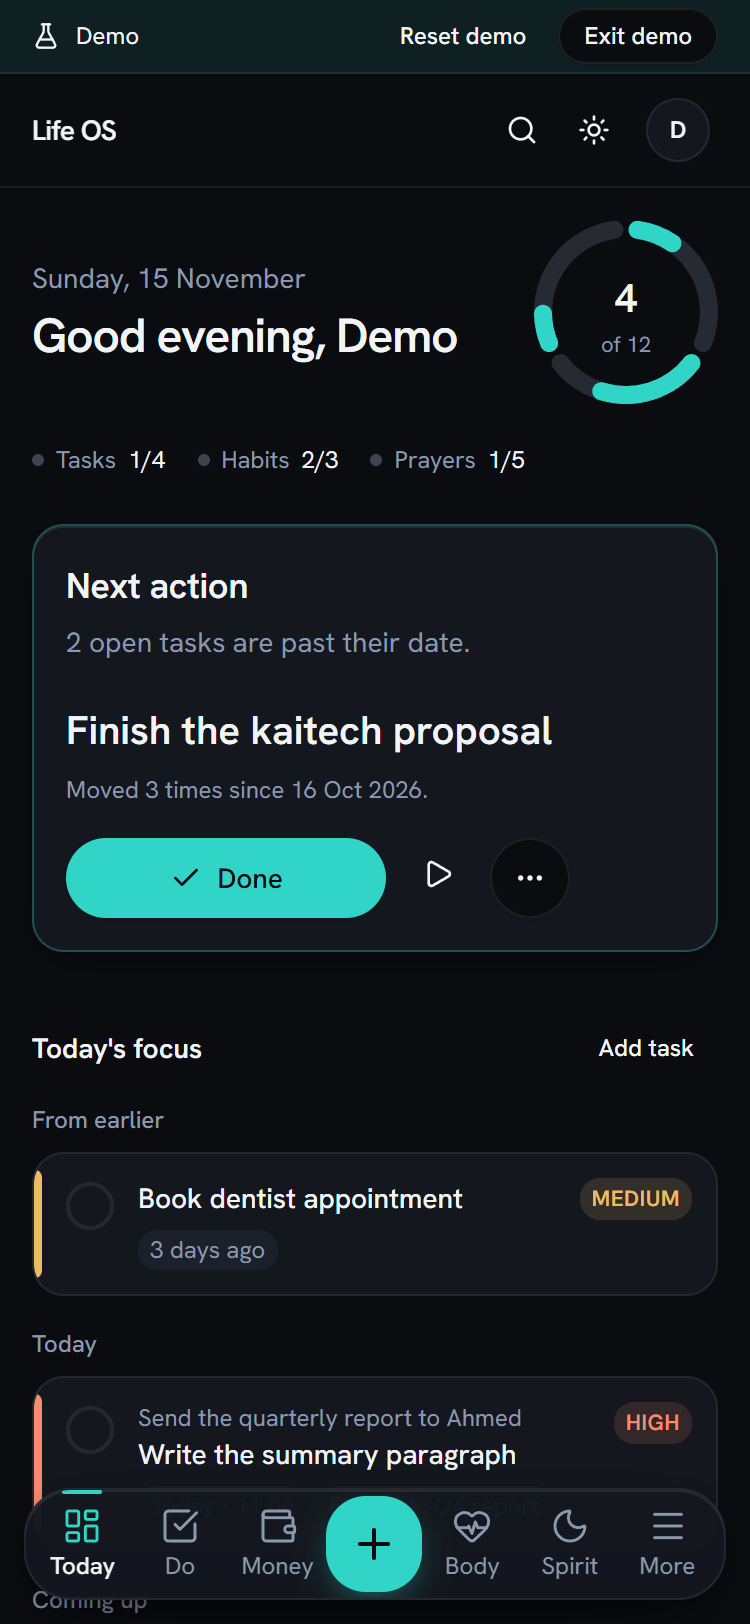 Demo
Reset demo
Exit demo
Life OS
D
Sunday, 15 November
Good evening, Demo
4
of 12
Tasks 1/4
Habits 2/3
Prayers 1/5
Next action
2 open tasks are past their date.
Finish the kaitech proposal
Moved 3 times since 16 Oct 2026.
Done
Today's focus
Add task
From earlier
Book dentist appointment
MEDIUM
3 days ago
Today
Send the quarterly report to Ahmed
HIGH
Write the summary paragraph
Today
Do
Money
Body
Spirit
More
Coming up